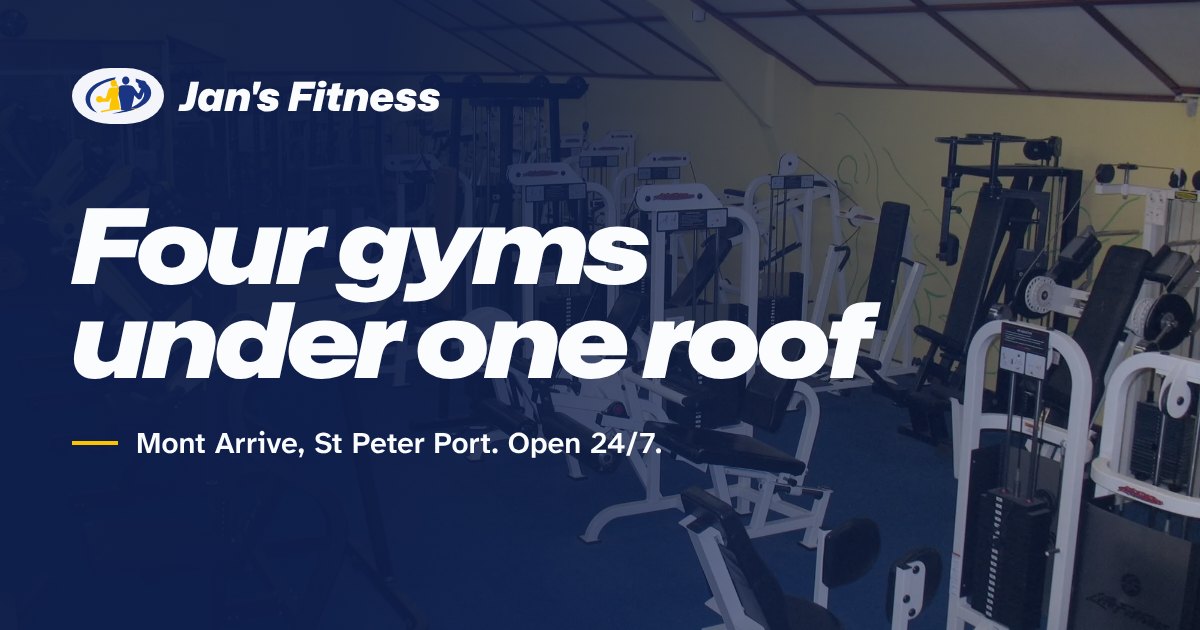 Jan's Fitness
Four gyms
under one roof
Mont Arrive, St Peter Port. Open 24/7.